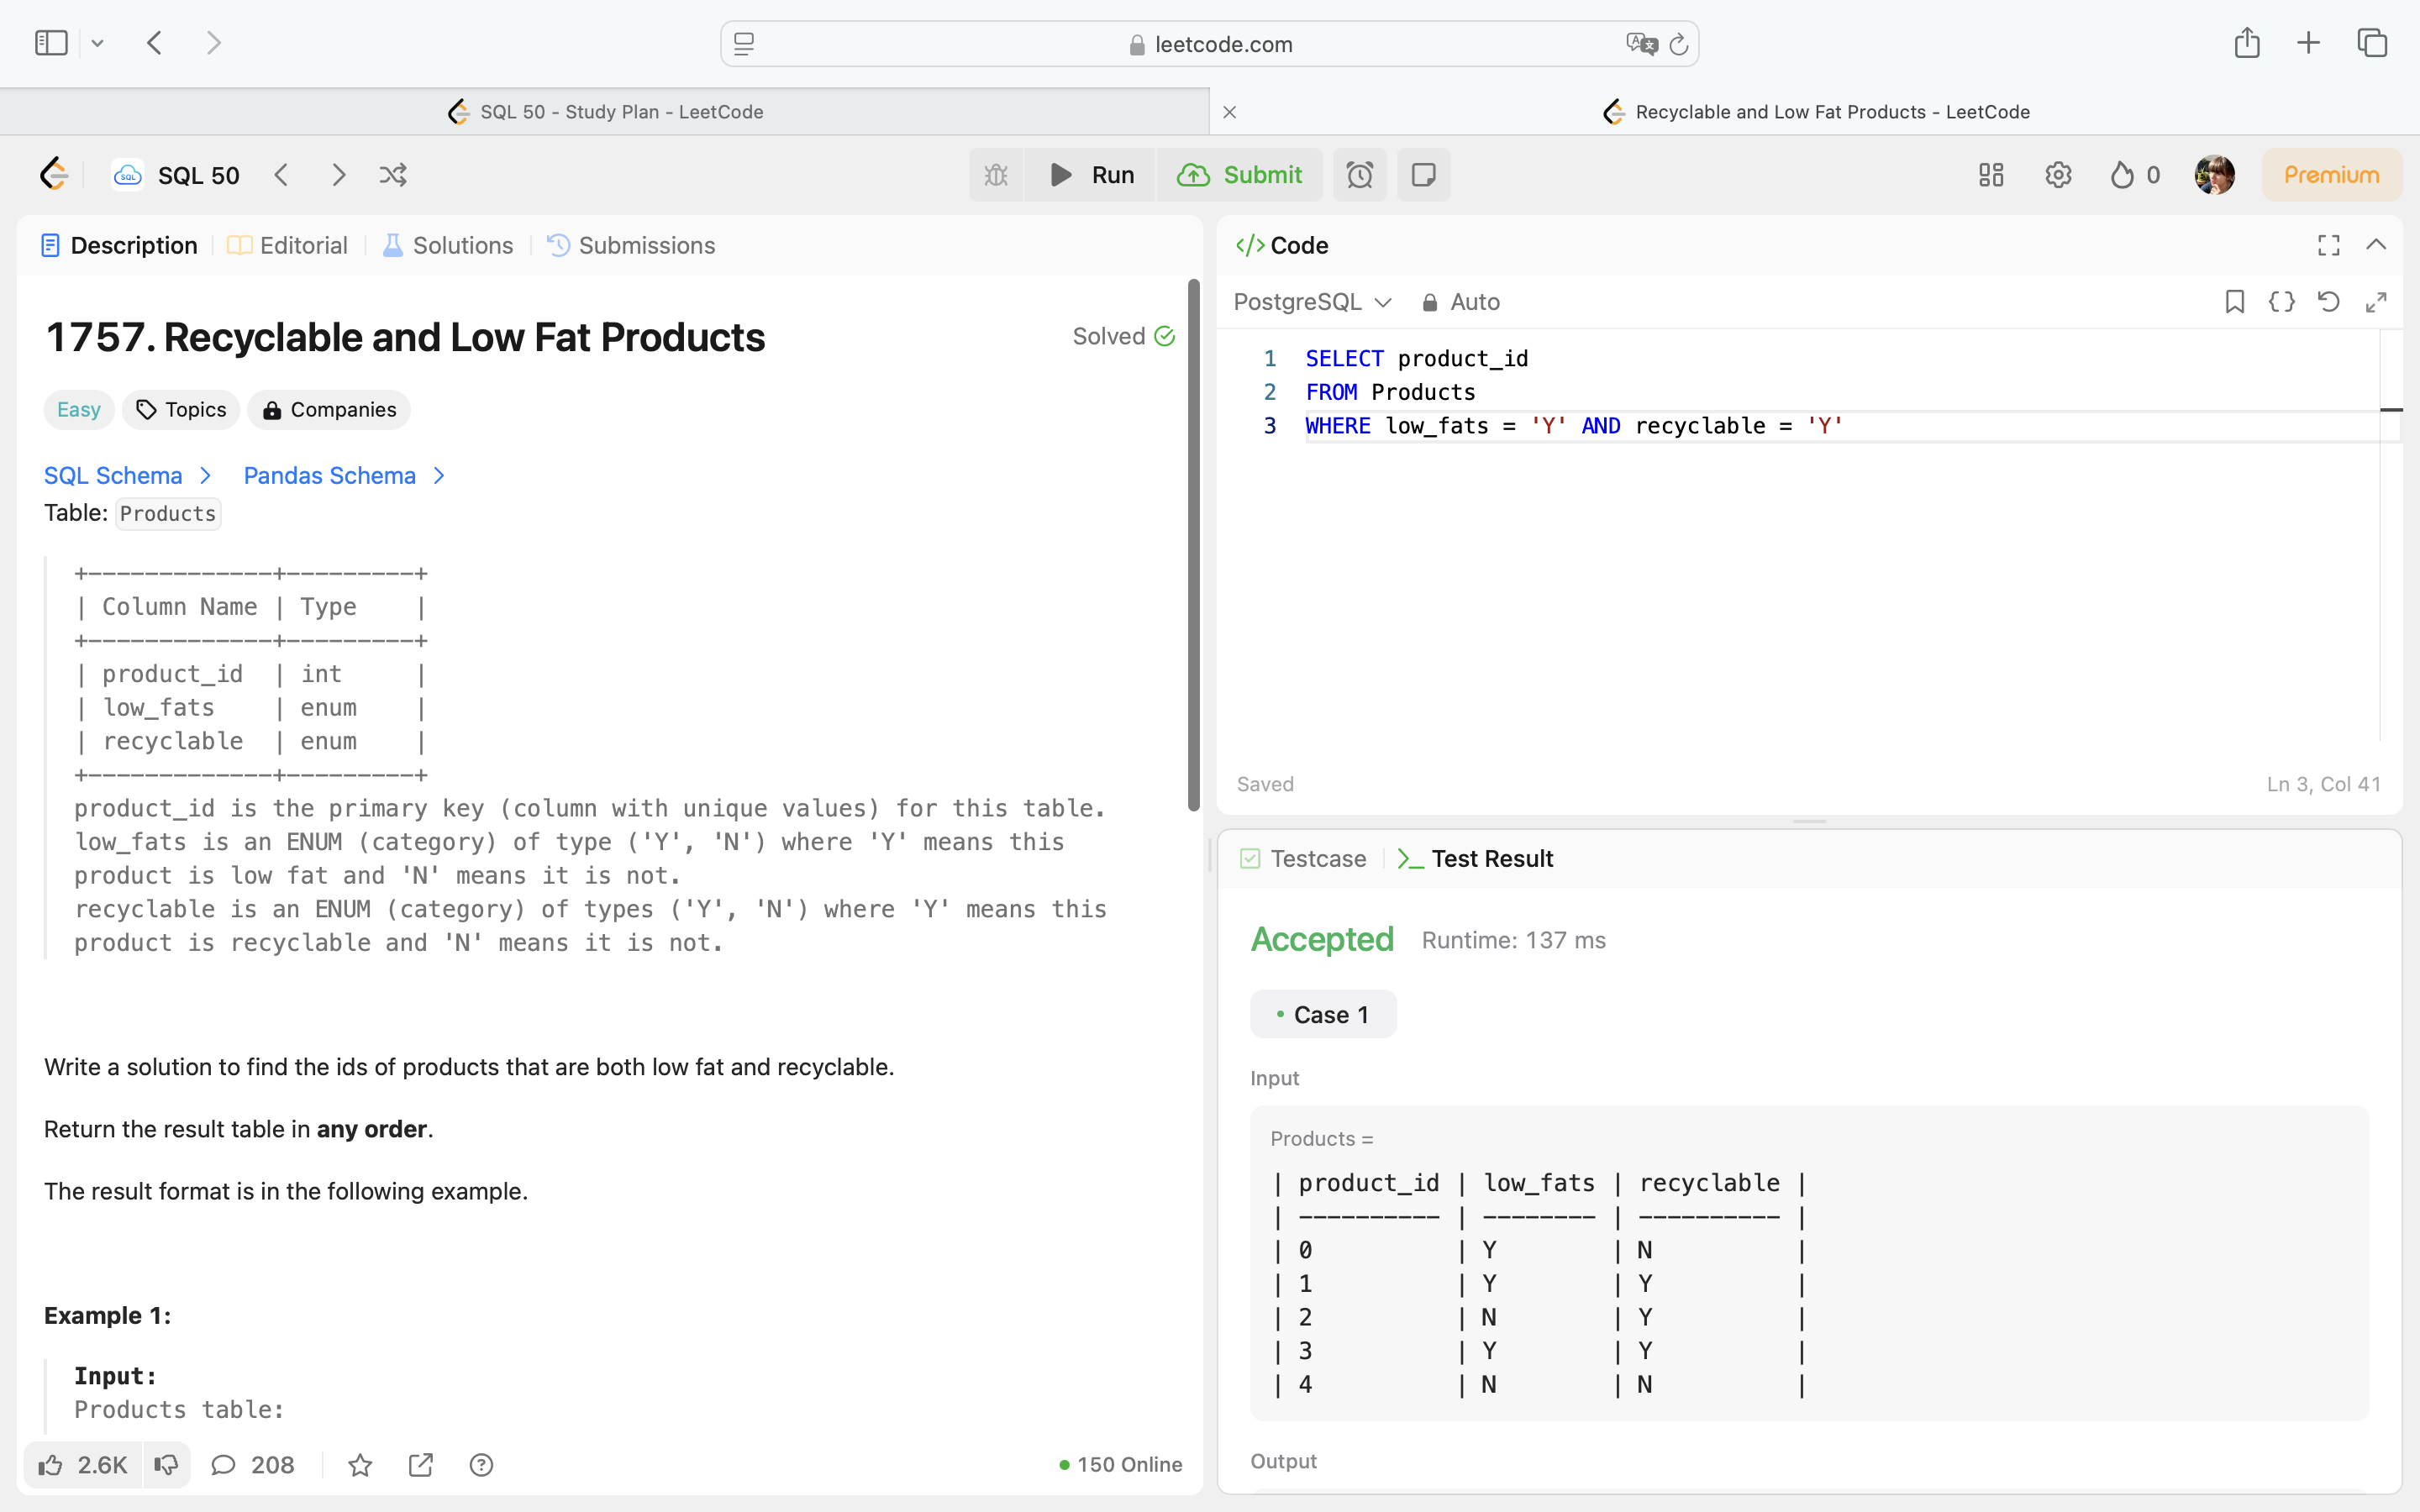 leetcode.com
SQL 50 - Study Plan - LeetCode
Recyclable and Low Fat Products - LeetCode
SQL SQL 50
Run
Submit
0
Premium
Description
Editorial
Solutions
Submissions
1757. Recyclable and Low Fat Products
Solved
Easy
Topics
Companies
SQL Schema
Pandas Schema
Table: Products
+-------------+---------+
| Column Name | Type    |
+-------------+---------+
| product_id  | int     |
| low_fats    | enum    |
| recyclable  | enum    |
+-------------+---------+
product_id is the primary key (column with unique values) for this table.
low_fats is an ENUM (category) of type ('Y', 'N') where 'Y' means this
product is low fat and 'N' means it is not.
recyclable is an ENUM (category) of types ('Y', 'N') where 'Y' means this
product is recyclable and 'N' means it is not.
Write a solution to find the ids of products that are both low fat and recyclable.
Return the result table in any order.
The result format is in the following example.
Example 1:
Input:
Products table:
2.6K
208
150 Online
</> Code
PostgreSQL
Auto
1 SELECT product_id
2 FROM Products
3 WHERE low_fats = 'Y' AND recyclable = 'Y'
Saved
Ln 3, Col 41
Testcase
>_ Test Result
Accepted
Runtime: 137 ms
• Case 1
Input
Products =
| product_id | low_fats | recyclable |
| ---------- | -------- | ---------- |
| 0          | Y        | N          |
| 1          | Y        | Y          |
| 2          | N        | Y          |
| 3          | Y        | Y          |
| 4          | N        | N          |
Output